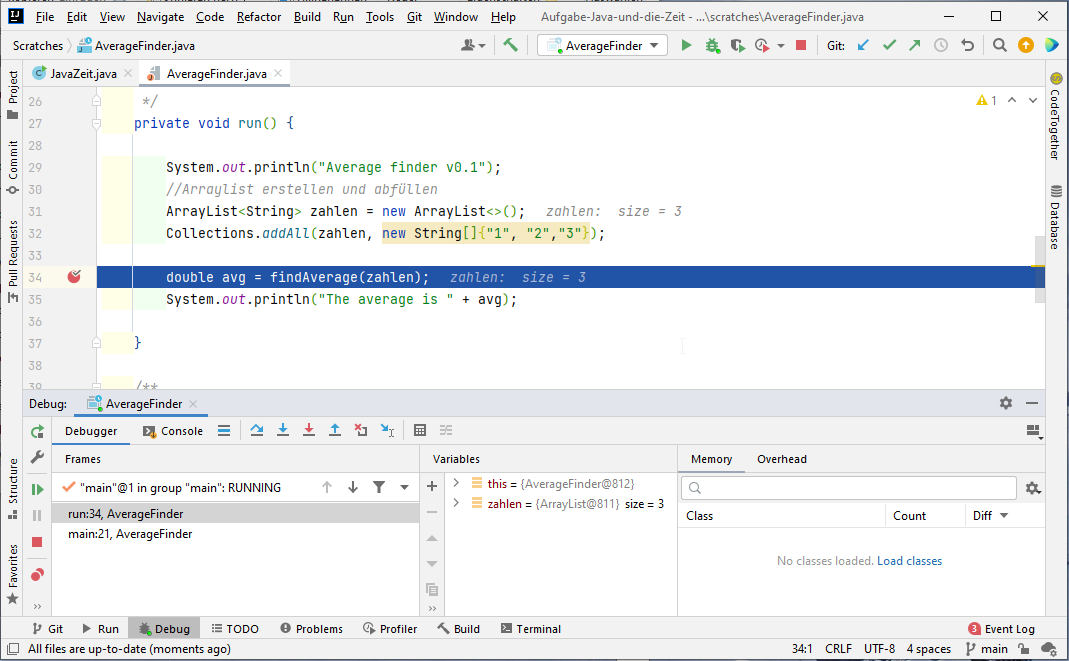 File Edit View Navigate Code Refactor Build Run Tools Git Window Help Aufgabe-Java-und-die-Zeit - ...\scratches\AverageFinder.java
Scratches AverageFinder.java AverageFinder Git:
JavaZeit.java AverageFinder.java
Project
Commit
Pull Requests
Structure
Favorites
CodeTogether
Database
1
26 */
27 private void run() {
28
29 System.out.println("Average finder v0.1");
30 //Arraylist erstellen und abfüllen
31 ArrayList<String> zahlen = new ArrayList<>(); zahlen: size = 3
32 Collections.addAll(zahlen, new String[]{"1", "2","3"});
33
34 double avg = findAverage(zahlen); zahlen: size = 3
35 System.out.println("The average is " + avg);
36
37 }
38
39 /**
Debug: AverageFinder
Debugger Console
Frames
"main"@1 in group "main": RUNNING
run:34, AverageFinder
main:21, AverageFinder
Variables
this = {AverageFinder@812}
zahlen = {ArrayList@811} size = 3
Memory Overhead
Class Count Diff
No classes loaded. Load classes
Git Run Debug TODO Problems Profiler Build Terminal 3 Event Log
All files are up-to-date (moments ago) 34:1 CRLF UTF-8 4 spaces main